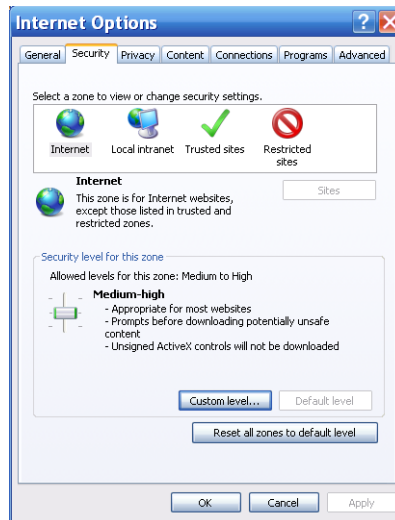 Internet Options
General Security Privacy Content Connections Programs Advanced
Select a zone to view or change security settings.
Internet Local intranet Trusted sites Restricted
sites
Internet
Sites
This zone is for Internet websites,
except those listed in trusted and
restricted zones.
Security level for this zone
Allowed levels for this zone: Medium to High
Medium-high
- Appropriate for most websites
- Prompts before downloading potentially unsafe
content
- Unsigned ActiveX controls will not be downloaded
Custom level... Default level
Reset all zones to default level
OK Cancel Apply